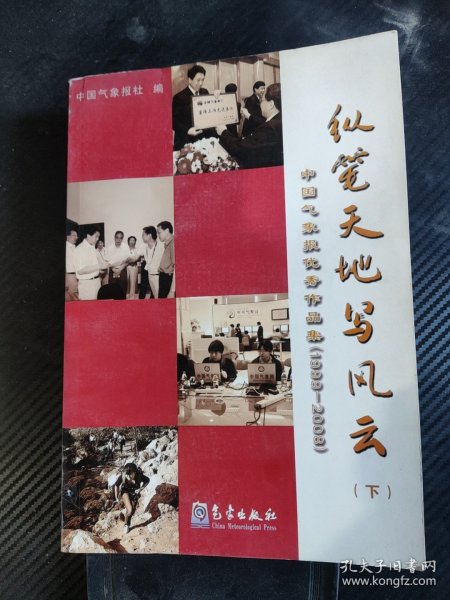 中国气象报社 编
纵笔天地写风云
(下)
中国气象报优秀作品集(1989—2008)
气象出版社
China Meteorological Press
孔夫子旧书网
www.kongfz.com